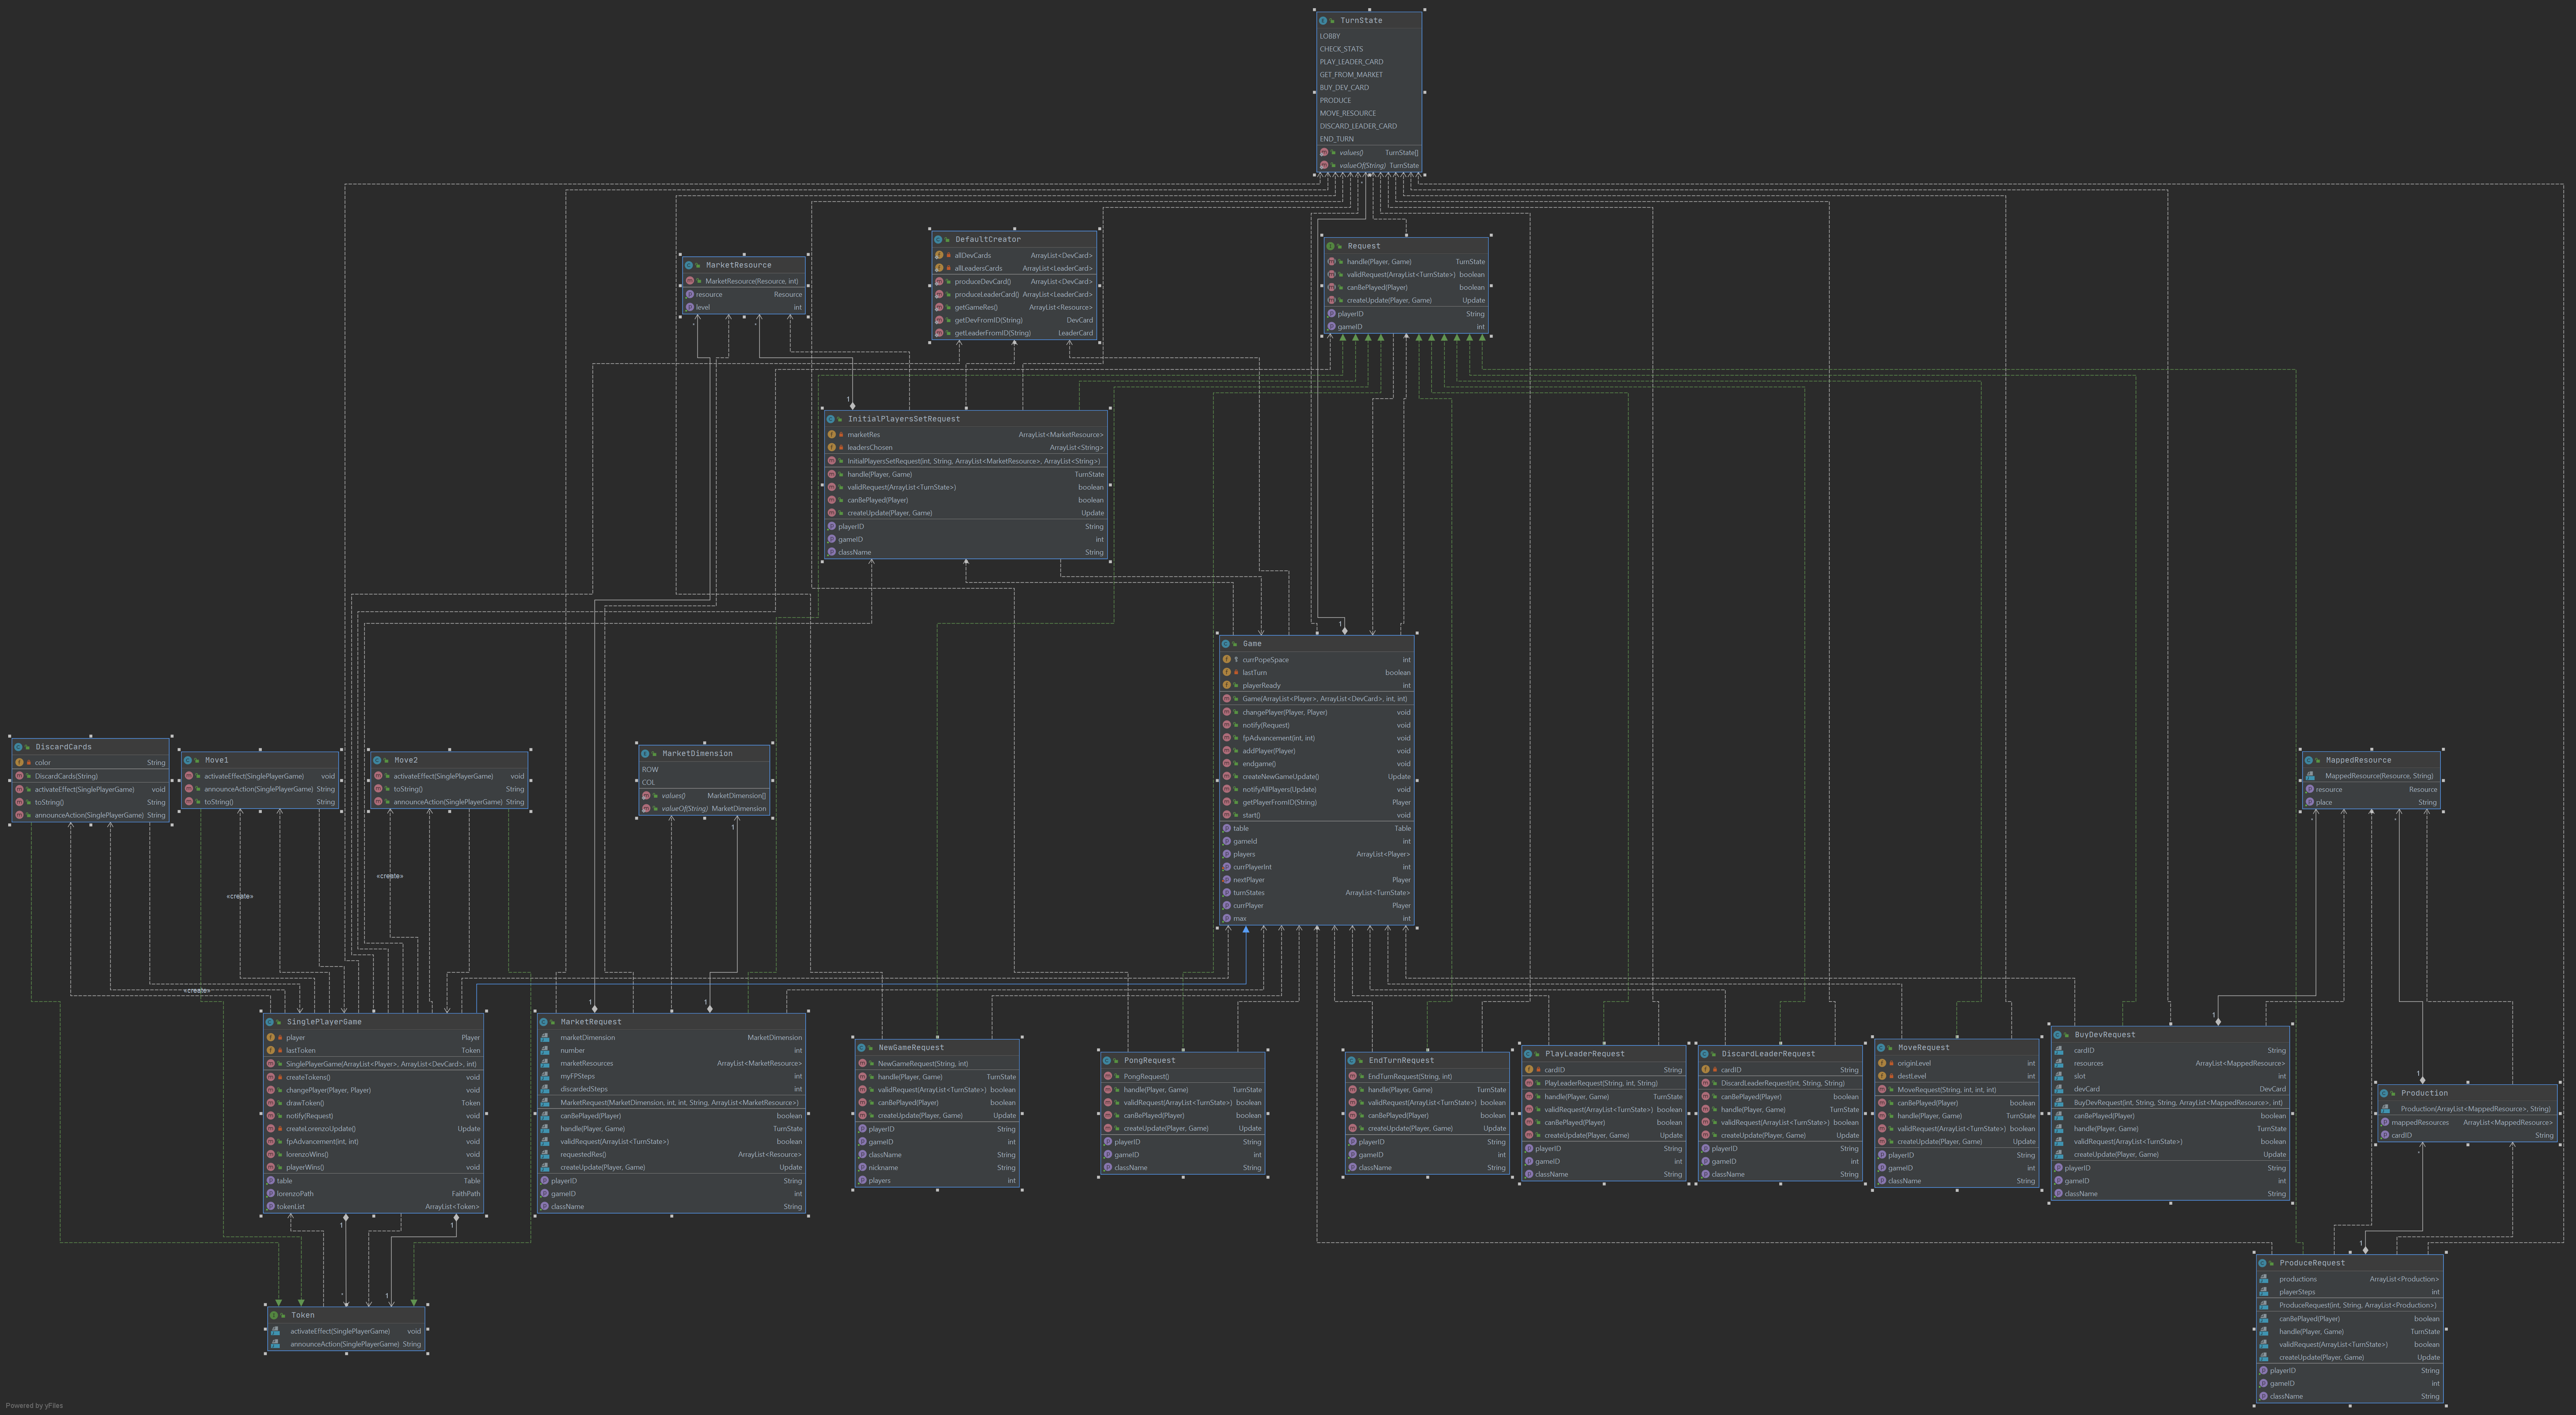 TurnState
LOBBY
CHECK_STATS
PLAY_LEADER_CARD
GET_FROM_MARKET
BUY_DEV_CARD
PRODUCE
MOVE_RESOURCE
DISCARD_LEADER_CARD
END_TURN
values() TurnState[]
valueOf(String) TurnState
DefaultCreator
allDevCards ArrayList<DevCard>
allLeadersCards ArrayList<LeaderCard>
produceDevCard() ArrayList<DevCard>
produceLeaderCard() ArrayList<LeaderCard>
getGameRes() ArrayList<Resource>
getDevFromID(String) DevCard
getLeaderFromID(String) LeaderCard
Request
handle(Player, Game) TurnState
validRequest(ArrayList<TurnState>) boolean
canBePlayed(Player) boolean
createUpdate(Player, Game) Update
playerID String
gameID int
MarketResource
MarketResource(Resource, int)
resource Resource
level int
InitialPlayersSetRequest
marketRes ArrayList<MarketResource>
leadersChosen ArrayList<String>
InitialPlayersSetRequest(int, String, ArrayList<MarketResource>, ArrayList<String>)
handle(Player, Game) TurnState
validRequest(ArrayList<TurnState>) boolean
canBePlayed(Player) boolean
createUpdate(Player, Game) Update
playerID String
gameID int
className String
Game
currPopeSpace int
lastTurn boolean
playerReady int
Game(ArrayList<Player>, ArrayList<DevCard>, int, int)
changePlayer(Player, Player) void
notify(Request) void
fpAdvancement(int, int) void
addPlayer(Player) void
endgame() void
createNewGameUpdate() Update
notifyAllPlayers(Update) void
getPlayerFromID(String) Player
start() void
table Table
gameId int
players ArrayList<Player>
currPlayerInt int
nextPlayer Player
turnStates ArrayList<TurnState>
currPlayer Player
max int
DiscardCards
color String
DiscardCards(String)
activateEffect(SinglePlayerGame) void
toString() String
announceAction(SinglePlayerGame) String
Move1
activateEffect(SinglePlayerGame) void
announceAction(SinglePlayerGame) String
toString() String
Move2
activateEffect(SinglePlayerGame) void
toString() String
announceAction(SinglePlayerGame) String
MarketDimension
ROW
COL
values() MarketDimension[]
valueOf(String) MarketDimension
MappedResource
MappedResource(Resource, String)
resource Resource
place String
«create»
«create»
«create»
SinglePlayerGame
player Player
lastToken Token
SinglePlayerGame(ArrayList<Player>, ArrayList<DevCard>, int)
createTokens() void
changePlayer(Player, Player) void
drawToken() Token
notify(Request) void
createLorenzoUpdate() Update
fpAdvancement(int, int) void
lorenzoWins() void
playerWins() void
table Table
lorenzoPath FaithPath
tokenList ArrayList<Token>
MarketRequest
marketDimension MarketDimension
number int
marketResources ArrayList<MarketResource>
myFPSteps int
discardedSteps int
MarketRequest(MarketDimension, int, int, String, ArrayList<MarketResource>)
canBePlayed(Player) boolean
handle(Player, Game) TurnState
validRequest(ArrayList<TurnState>) boolean
requestedRes() ArrayList<Resource>
createUpdate(Player, Game) Update
playerID String
gameID int
className String
NewGameRequest
NewGameRequest(String, int)
handle(Player, Game) TurnState
validRequest(ArrayList<TurnState>) boolean
canBePlayed(Player) boolean
createUpdate(Player, Game) Update
playerID String
gameID int
className String
nickname String
players int
PongRequest
PongRequest()
handle(Player, Game) TurnState
validRequest(ArrayList<TurnState>) boolean
canBePlayed(Player) boolean
createUpdate(Player, Game) Update
playerID String
gameID int
className String
EndTurnRequest
EndTurnRequest(String, int)
handle(Player, Game) TurnState
validRequest(ArrayList<TurnState>) boolean
canBePlayed(Player) boolean
createUpdate(Player, Game) Update
playerID String
gameID int
className String
PlayLeaderRequest
cardID String
PlayLeaderRequest(String, int, String)
handle(Player, Game) TurnState
validRequest(ArrayList<TurnState>) boolean
canBePlayed(Player) boolean
createUpdate(Player, Game) Update
playerID String
gameID int
className String
DiscardLeaderRequest
cardID String
DiscardLeaderRequest(int, String, String)
canBePlayed(Player) boolean
handle(Player, Game) TurnState
validRequest(ArrayList<TurnState>) boolean
createUpdate(Player, Game) Update
playerID String
gameID int
className String
MoveRequest
originLevel int
destLevel int
MoveRequest(String, int, int, int)
canBePlayed(Player) boolean
handle(Player, Game) TurnState
validRequest(ArrayList<TurnState>) boolean
createUpdate(Player, Game) Update
playerID String
gameID int
className String
BuyDevRequest
cardID String
resources ArrayList<MappedResource>
slot int
devCard DevCard
BuyDevRequest(int, String, String, ArrayList<MappedResource>, int)
canBePlayed(Player) boolean
handle(Player, Game) TurnState
validRequest(ArrayList<TurnState>) boolean
createUpdate(Player, Game) Update
playerID String
gameID int
className String
Production
Production(ArrayList<MappedResource>, String)
mappedResources ArrayList<MappedResource>
cardID String
Token
activateEffect(SinglePlayerGame) void
announceAction(SinglePlayerGame) String
ProduceRequest
productions ArrayList<Production>
playerSteps int
ProduceRequest(int, String, ArrayList<Production>)
canBePlayed(Player) boolean
handle(Player, Game) TurnState
validRequest(ArrayList<TurnState>) boolean
createUpdate(Player, Game) Update
playerID String
gameID int
className String
Powered by yFiles